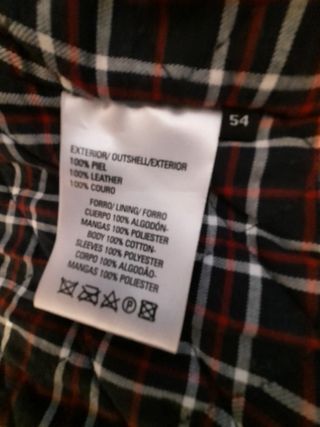 54
EXTERIOR/ OUTSHELL/EXTERIOR
100% PIEL
100% LEATHER
100% COURO
FORRO/ LINING/ FORRO
CUERPO 100% ALGODÓN-
MANGAS 100% POLIESTER
BODY 100% COTTON-
SLEEVES 100% POLYESTER
CORPO 100% ALGODÃO-
MANGAS 100% POLIESTER
P